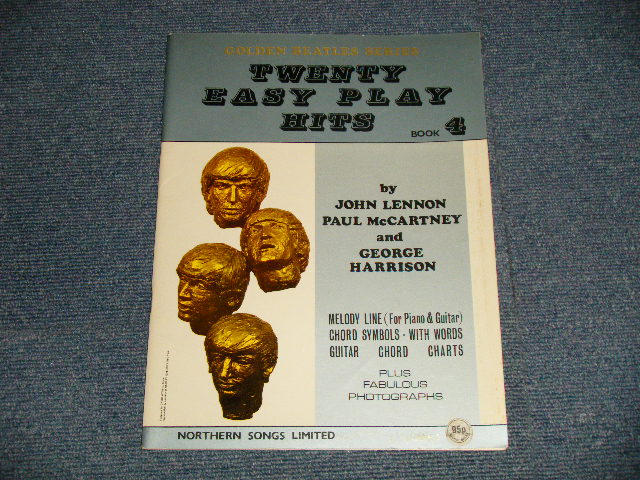 GOLDEN BEATLES SERIES
TWENTY
EASY PLAY
HITS
BOOK 4
by
JOHN LENNON
PAUL McCARTNEY
and
GEORGE
HARRISON
MELODY LINE (For Piano & Guitar)
CHORD SYMBOLS - WITH WORDS
GUITAR CHORD CHARTS
PLUS
FABULOUS
PHOTOGRAPHS
NORTHERN SONGS LIMITED
95p